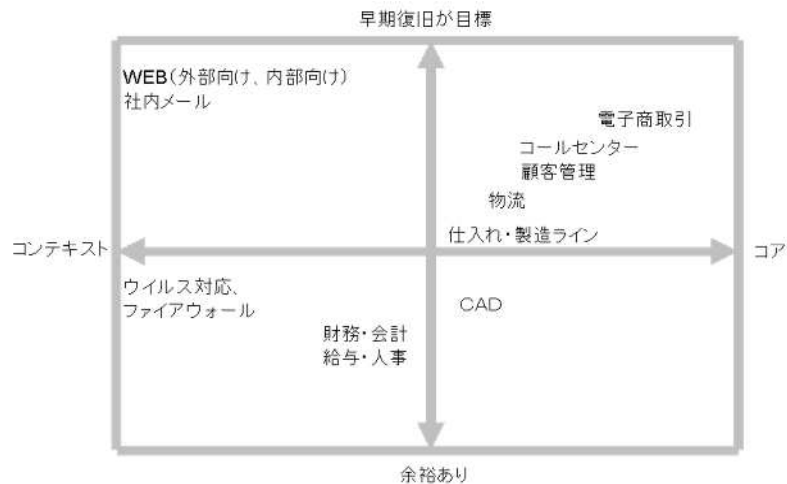 早期復旧が目標
WEB(外部向け、内部向け)
社内メール
電子商取引
コールセンター
顧客管理
物流
仕入れ・製造ライン
コンテキスト
コア
ウイルス対応、
ファイアウォール
CAD
財務・会計
給与・人事
余裕あり